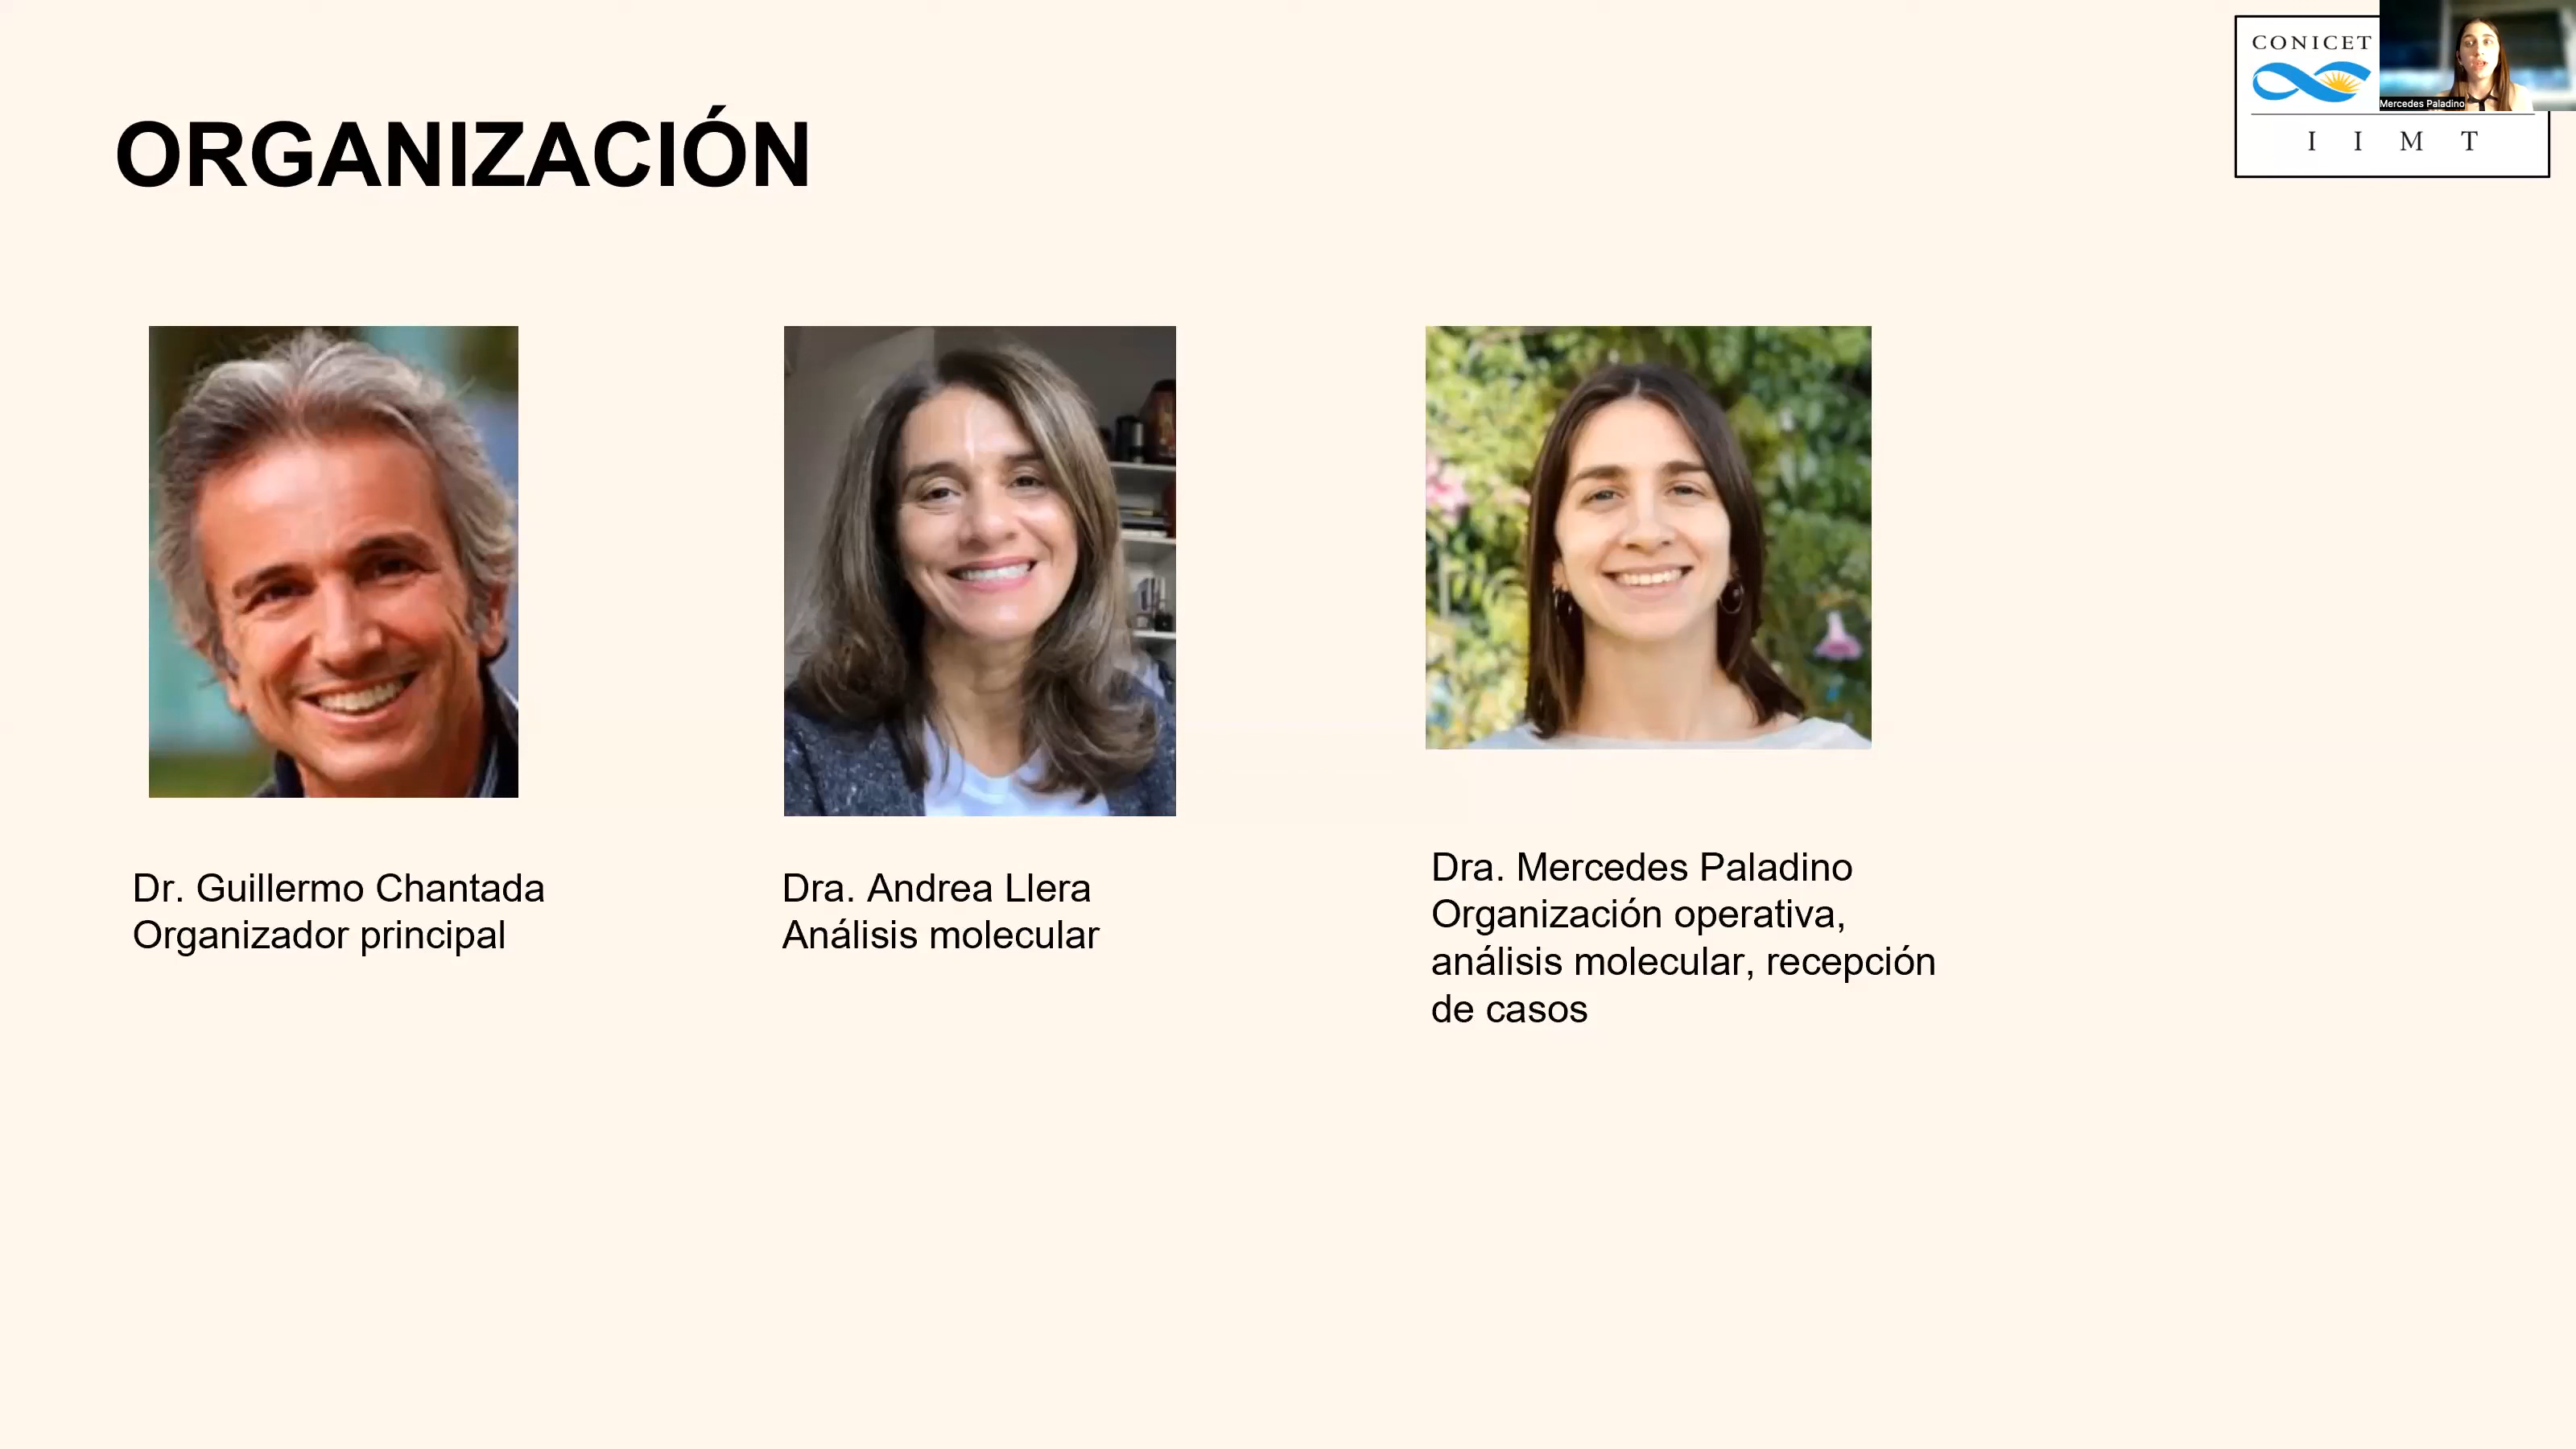 CONICET
Mercedes Paladino
I I M T
ORGANIZACIÓN
Dr. Guillermo Chantada
Organizador principal
Dra. Andrea Llera
Análisis molecular
Dra. Mercedes Paladino
Organización operativa,
análisis molecular, recepción
de casos